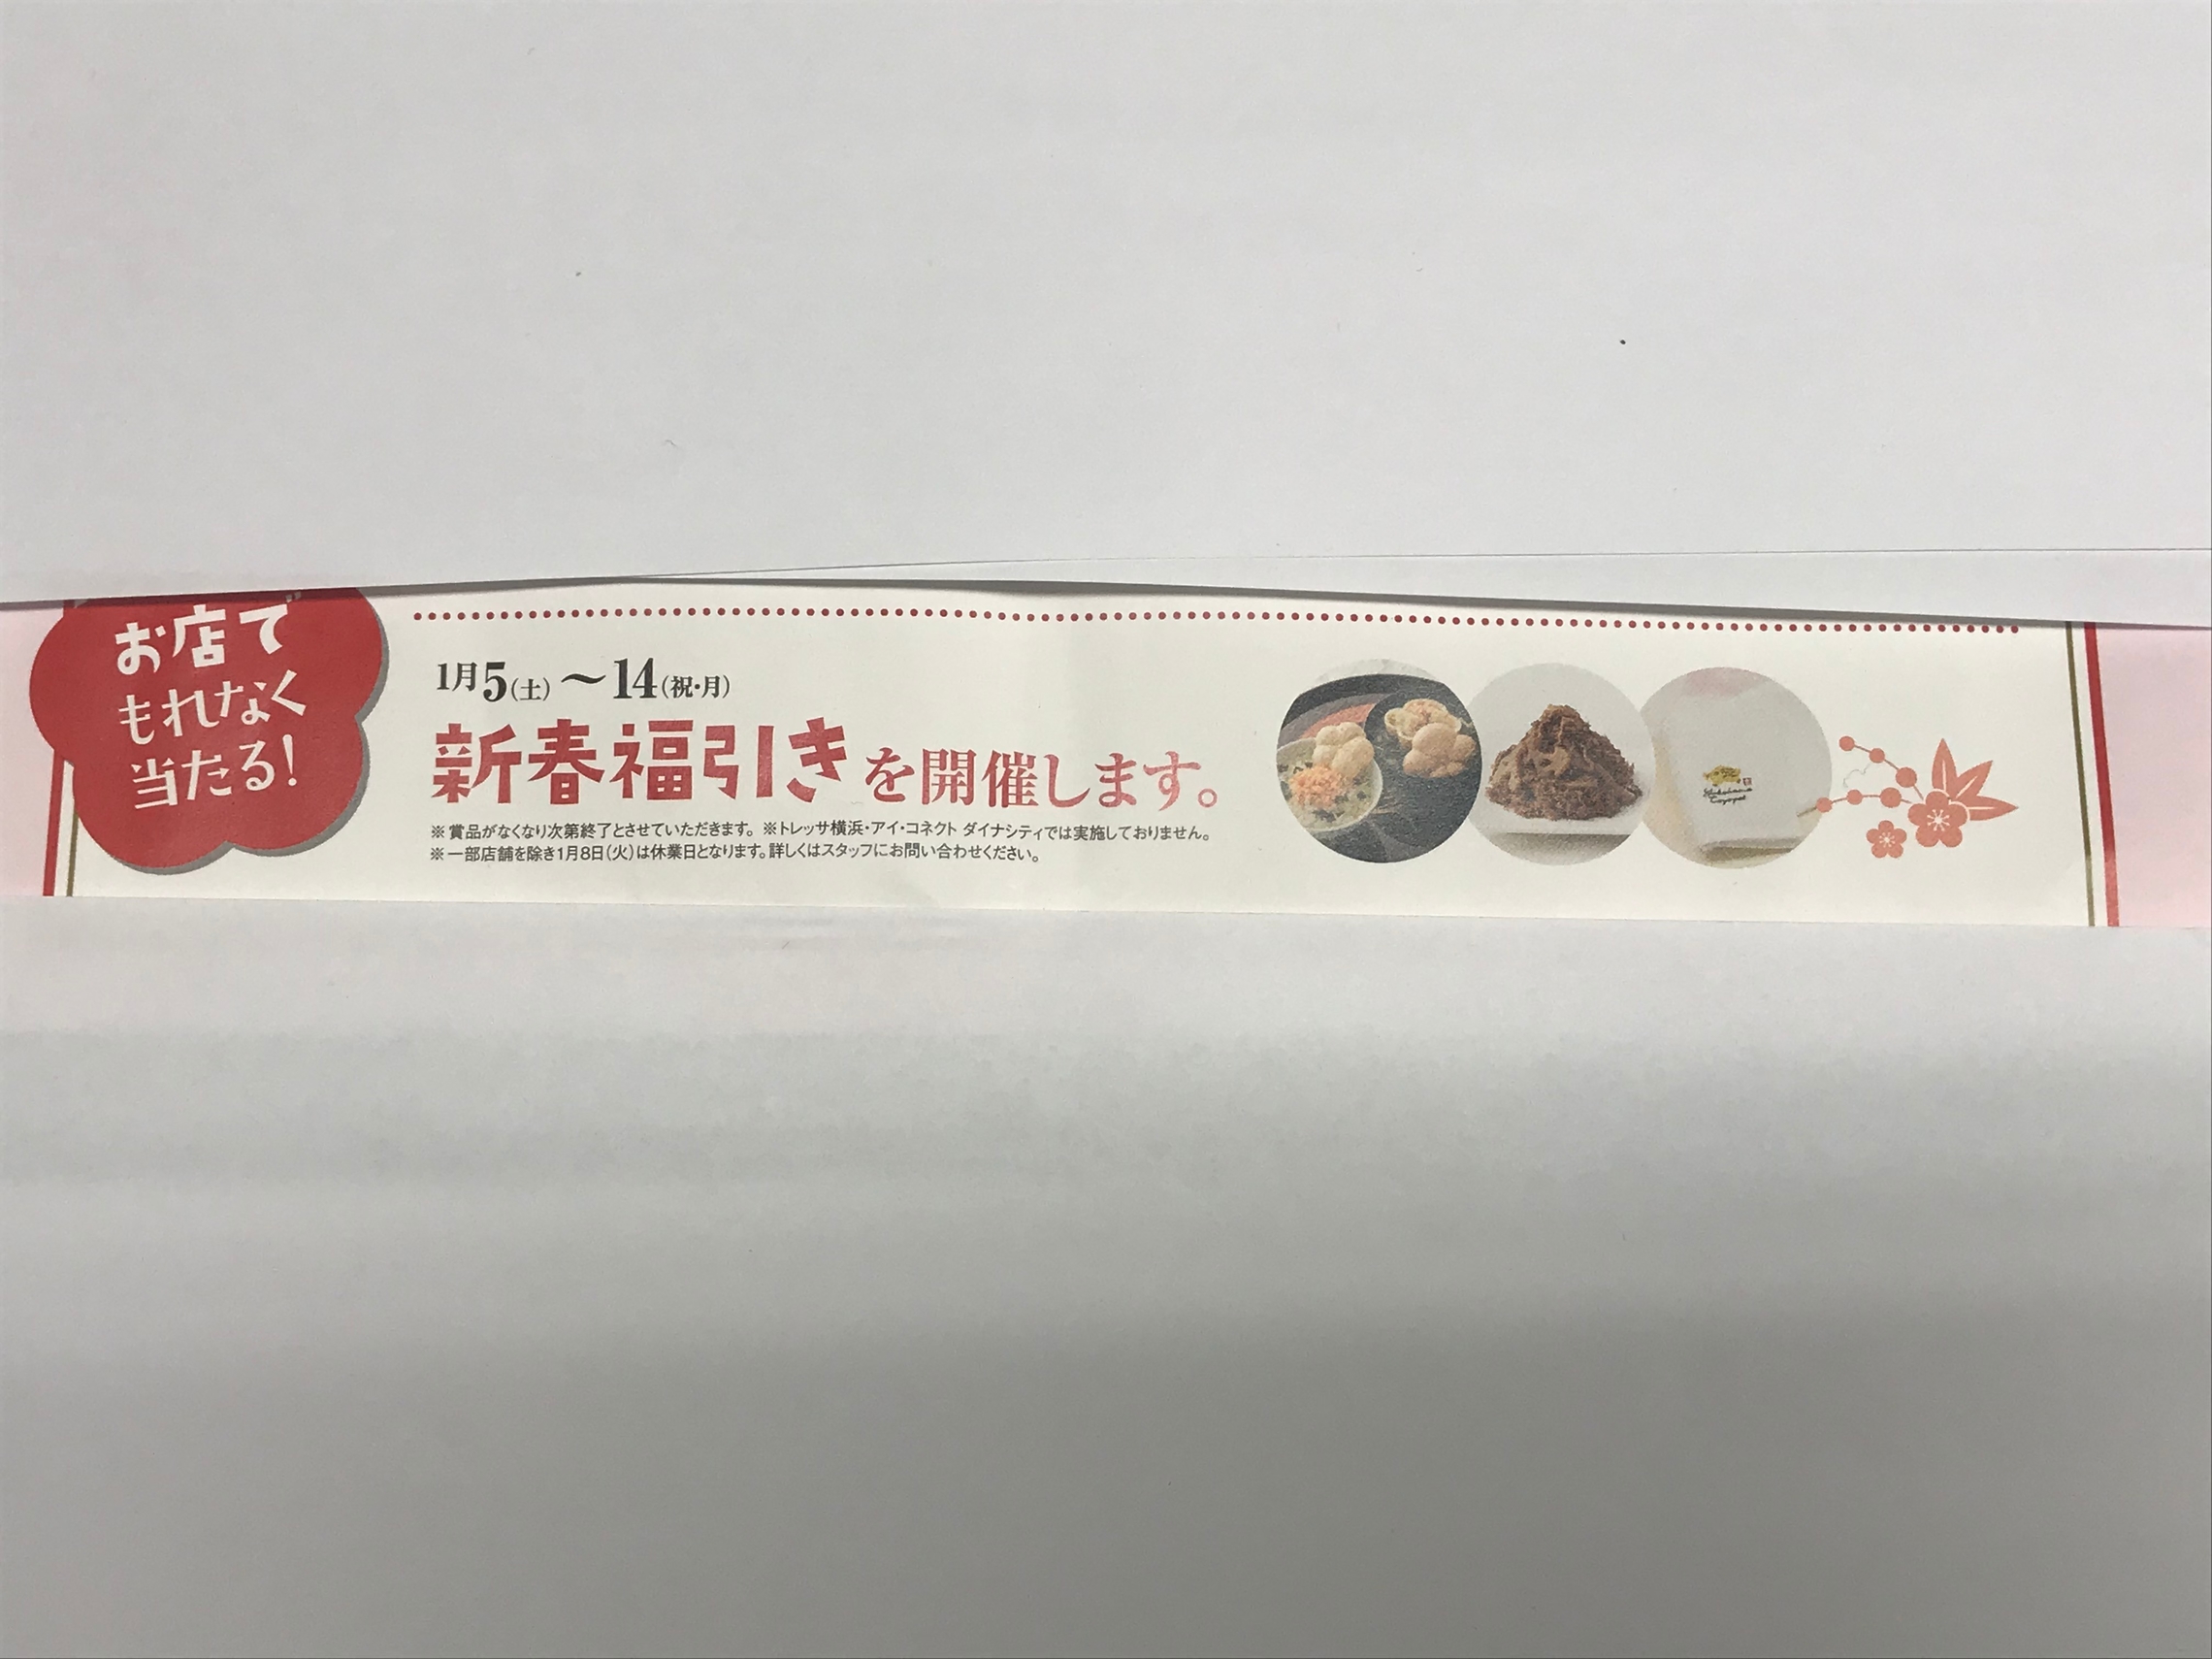 お店で
もれなく
当たる!
1月5(土)〜14(祝・月)
新春福引きを開催します。
※賞品がなくなり次第終了とさせていただきます。※トレッサ横浜・アイ・コネクト ダイナシティでは実施しておりません。
※一部店舗を除き1月8日(火)は休業日となります。詳しくはスタッフにお問い合わせください。
Yokohama
Toyopet